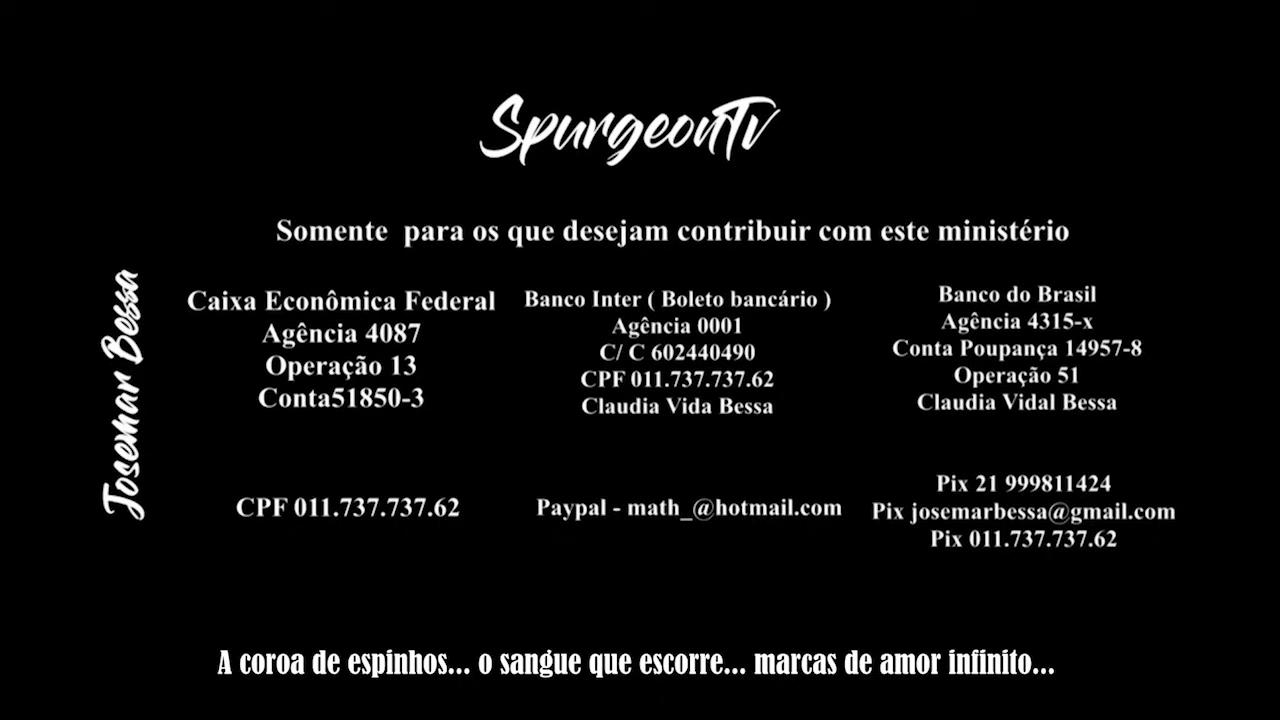 SpurgeonTv
Somente para os que desejam contribuir com este ministério
Josemar Bessa
Caixa Econômica Federal
Agência 4087
Operação 13
Conta51850-3
CPF 011.737.737.62
Banco Inter ( Boleto bancário )
Agência 0001
C/ C 602440490
CPF 011.737.737.62
Claudia Vida Bessa
Paypal - math_@hotmail.com
Banco do Brasil
Agência 4315-x
Conta Poupança 14957-8
Operação 51
Claudia Vidal Bessa
Pix 21 999811424
Pix josemarbessa@gmail.com
Pix 011.737.737.62
A coroa de espinhos... o sangue que escorre... marcas de amor infinito...